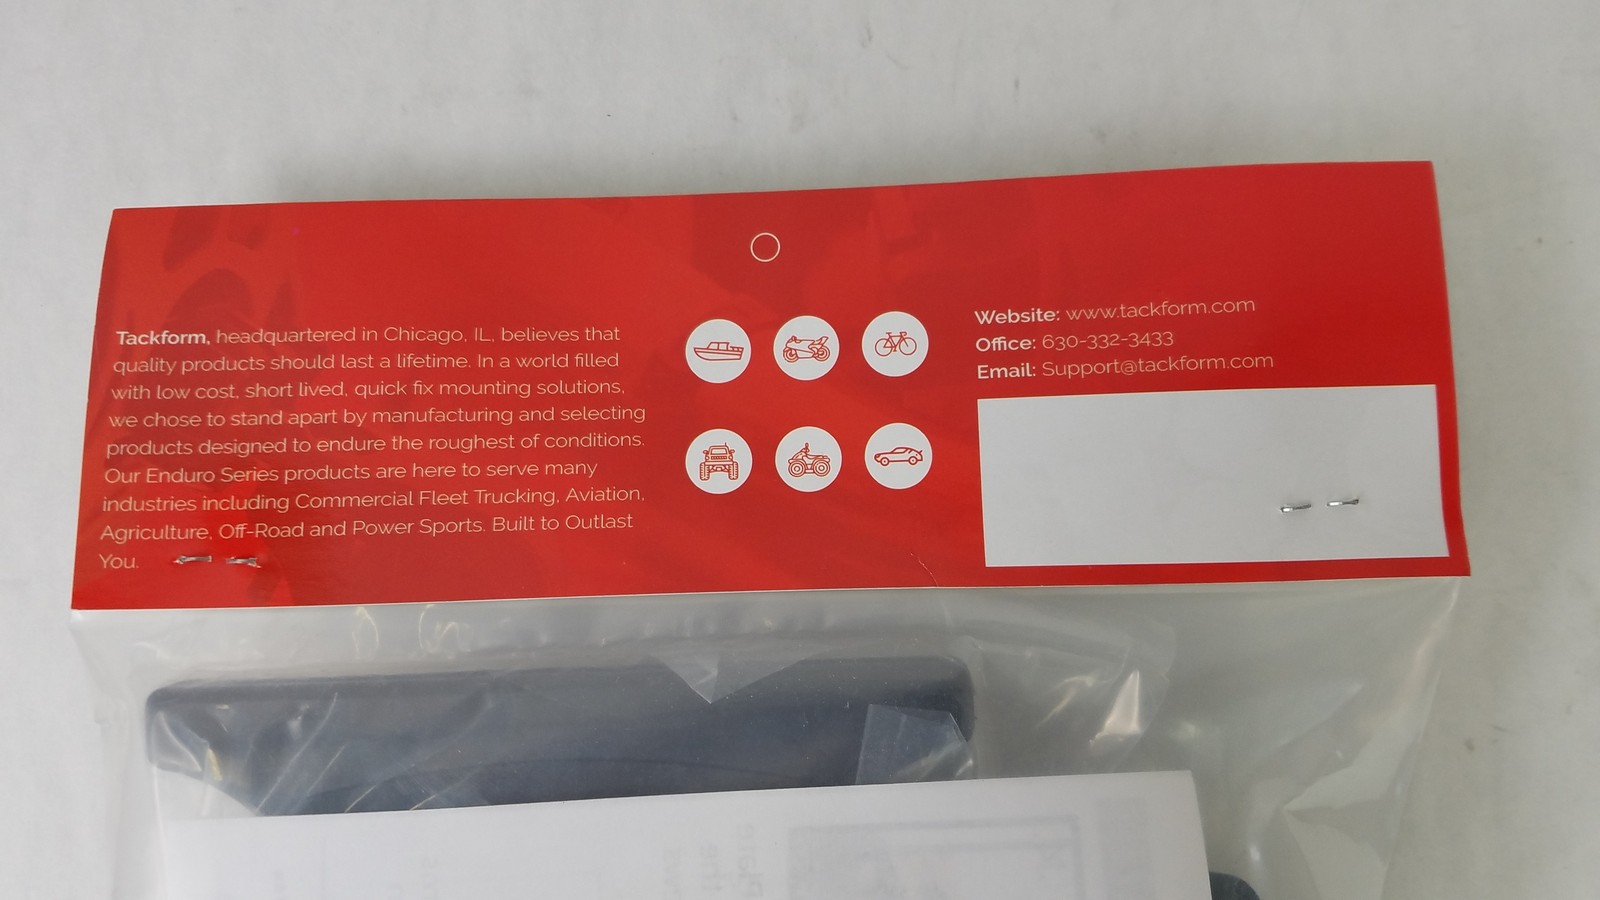 Tackform, headquartered in Chicago, IL, believes that
quality products should last a lifetime. In a world filled
with low cost, short lived, quick fix mounting solutions,
we chose to stand apart by manufacturing and selecting
products designed to endure the roughest of conditions.
Our Enduro Series products are here to serve many
industries including Commercial Fleet Trucking, Aviation,
Agriculture, Off-Road and Power Sports. Built to Outlast
You.
Website: www.tackform.com
Office: 630-332-3433
Email: Support@tackform.com